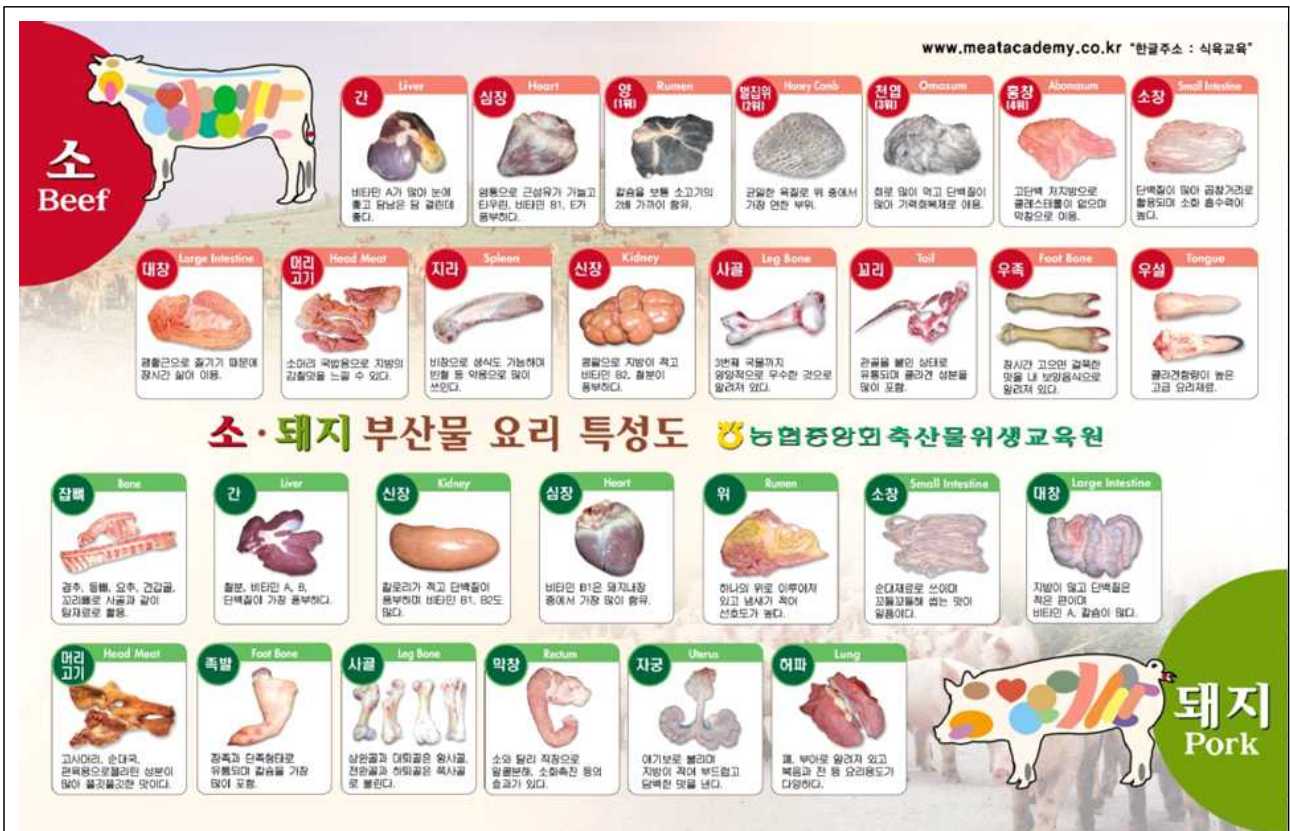 www.meatacademy.co.kr "한글주소 : 식육교육"
소
Beef
간 Liver
비타민 A가 많아 눈에
좋고 담낭은 담 결린데
좋다.
심장 Heart
염통으로 근섬유가 가늘고
타우린, 비타민 B1, E가
풍부하다.
양 (1위) Rumen
칼슘을 보통 소고기의
2배 가까이 함유.
벌집위 (2위) Honey Comb
균일한 육질로 위 중에서
가장 연한 부위.
천엽 (3위) Omasum
회로 많이 먹고 단백질이
많아 기력회복제로 애용.
홍창 (4위) Abomasum
고단백 저지방으로
콜레스테롤이 없으며
막창으로 이용.
소창 Small Intestine
단백질이 많아 곱창거리로
활용되며 소화 흡수력이
높다.
대창 Large Intestine
평활근으로 질기기 때문에
장시간 삶아 이용.
머리고기 Head Meat
소머리 국밥용으로 지방의
감칠맛을 느낄 수 있다.
지라 Spleen
비장으로 생식도 가능하며
빈혈 등 약용으로 많이
쓰인다.
신장 Kidney
콩팥으로 지방이 적고
비타민 B2, 철분이
풍부하다.
사골 Leg Bone
3번째 국물까지
영양적으로 우수한 것으로
알려져 있다.
꼬리 Tail
관골을 붙인 상태로
유통되며 콜라겐 성분을
많이 포함.
우족 Foot Bone
장시간 고으면 걸쭉한
맛을 내 보양음식으로
알려져 있다.
우설 Tongue
콜라겐함량이 높은
고급 요리재료.
소·돼지 부산물 요리 특성도 농협중앙회 축산물위생교육원
잡뼈 Bone
경추, 등뼈, 요추, 견갑골,
꼬리뼈로 사골과 같이
탕재료로 활용.
간 Liver
철분, 비타민 A, B,
단백질이 가장 풍부하다.
신장 Kidney
칼로리가 적고 단백질이
풍부하며 비타민 B1, B2도
많다.
심장 Heart
비타민 B1은 돼지내장
중에서 가장 많이 함유.
위 Rumen
하나의 위로 이루어져
있고 냄새가 적어
선호도가 높다.
소창 Small Intestine
순대재료로 쓰이며
꼬들꼬들해 씹는 맛이
일품이다.
대창 Large Intestine
지방이 많고 단백질은
적은 편이며
비타민 A, 칼슘이 많다.
머리고기 Head Meat
고사머리, 순대국,
편육용으로젤라틴 성분이
많아 쫄깃쫄깃한 맛이다.
족발 Foot Bone
장족과 단족형태로
유통되며 칼슘을 가장
많이 포함.
사골 Leg Bone
상완골과 대퇴골은 왕사골,
전완골과 하퇴골은 쪽사골
로 불린다.
막창 Rectum
소와 달리 직장으로
알콜분해, 소화촉진 등의
효과가 있다.
자궁 Uterus
애기보로 불리며
지방이 적어 부드럽고
담백한 맛을 낸다.
허파 Lung
폐, 부아로 알려져 있고
볶음과 전 등 요리용도가
다양하다.
돼지
Pork